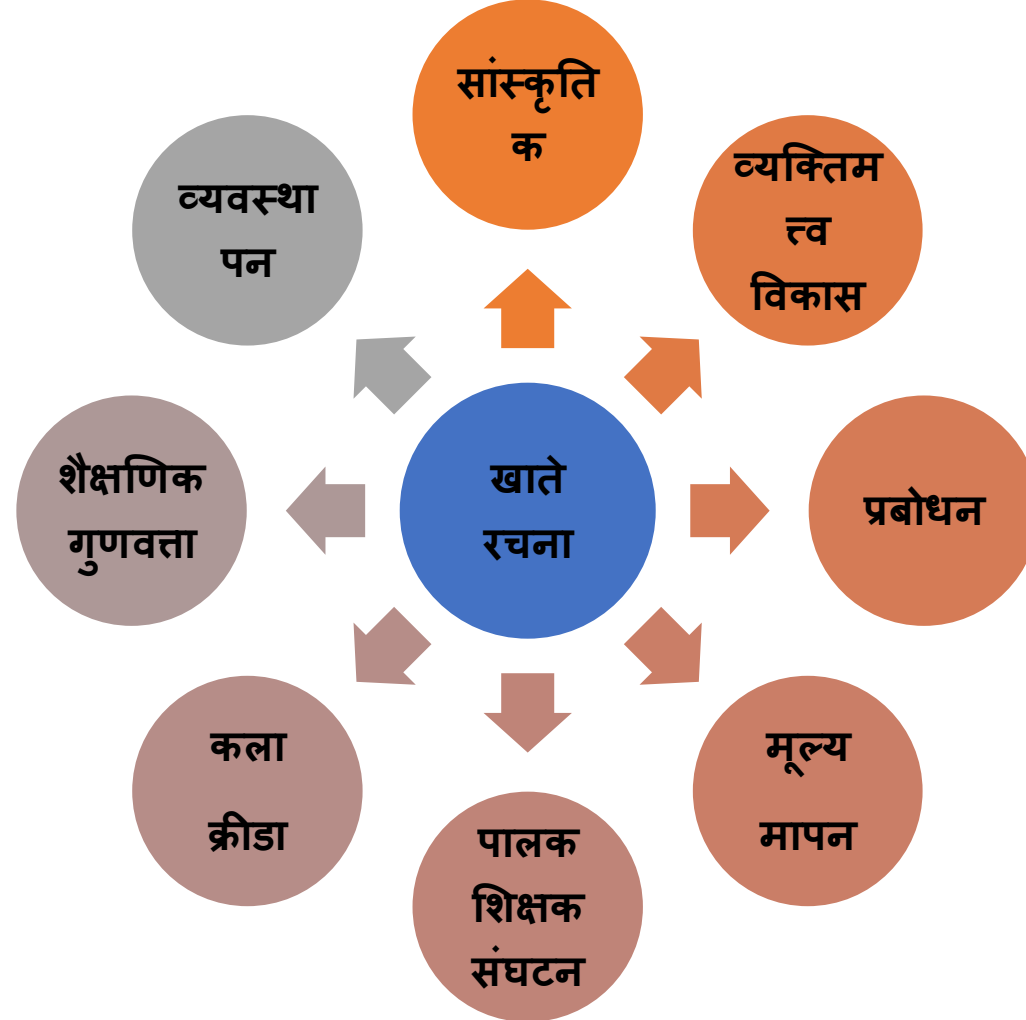 सांस्कृति
क
व्यक्तिम
त्त्व
विकास
प्रबोधन
मूल्य
मापन
पालक
शिक्षक
संघटन
कला
क्रीडा
शैक्षणिक
गुणवत्ता
व्यवस्था
पन
खाते
रचना